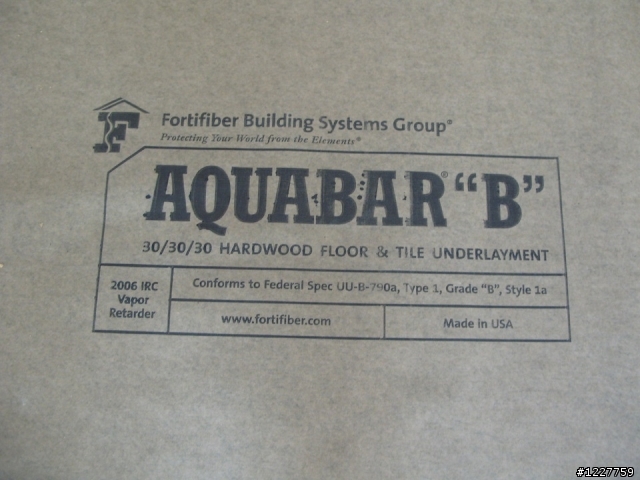 F
Fortifiber Building Systems Group®
Protecting Your World from the Elements®
AQUABAR® “B”
30/30/30 HARDWOOD FLOOR & TILE UNDERLAYMENT
2006 IRC
Vapor
Retarder
Conforms to Federal Spec UU-B-790a, Type 1, Grade “B”, Style 1a
www.fortifiber.com
Made in USA
#1227759